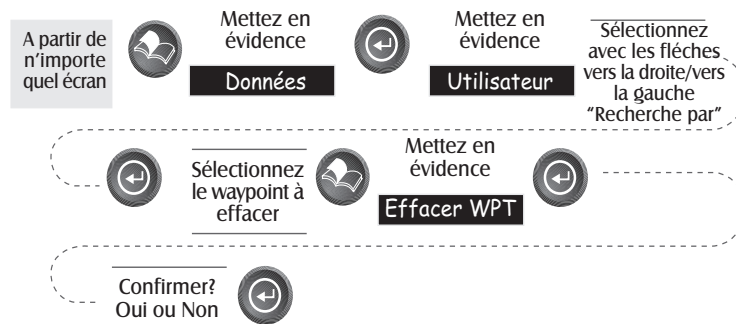 A partir de
n'importe
quel écran
Mettez en
évidence
Données
Mettez en
évidence
Utilisateur
Sélectionnez
avec les fléches
vers la droite/vers
la gauche
“Recherche par”
Sélectionnez
le waypoint à
effacer
Mettez en
évidence
Effacer WPT
Confirmer?
Oui ou Non